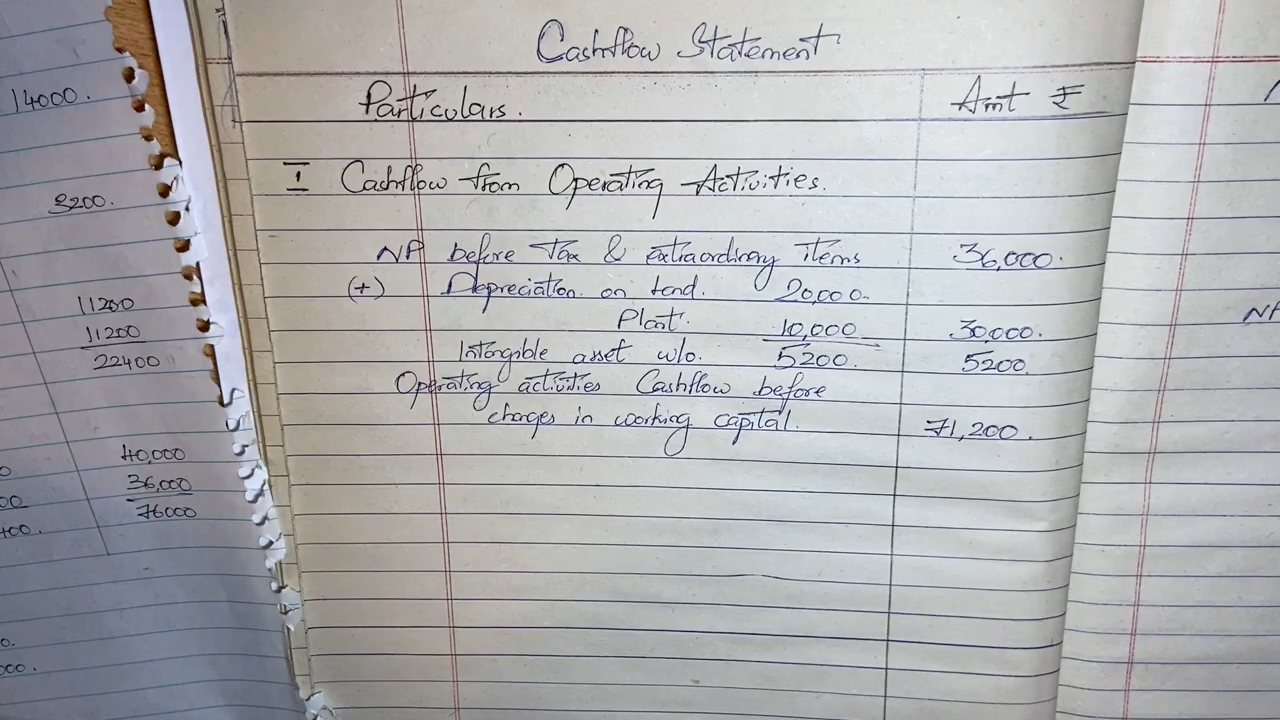 Cashflow Statement
Particulars. Amt ₹
I Cashflow from Operating Activities.
NP before Tax & extraordinary items 36,000.
(+) Depreciation on Land. 20,000.
Plant. 10,000 30,000.
Intangible asset w/o. 5200. 5200.
Operating activities Cashflow before
changes in working capital. 71,200.
14000.
3200.
11200
11200
22400
40,000
36,000
76000